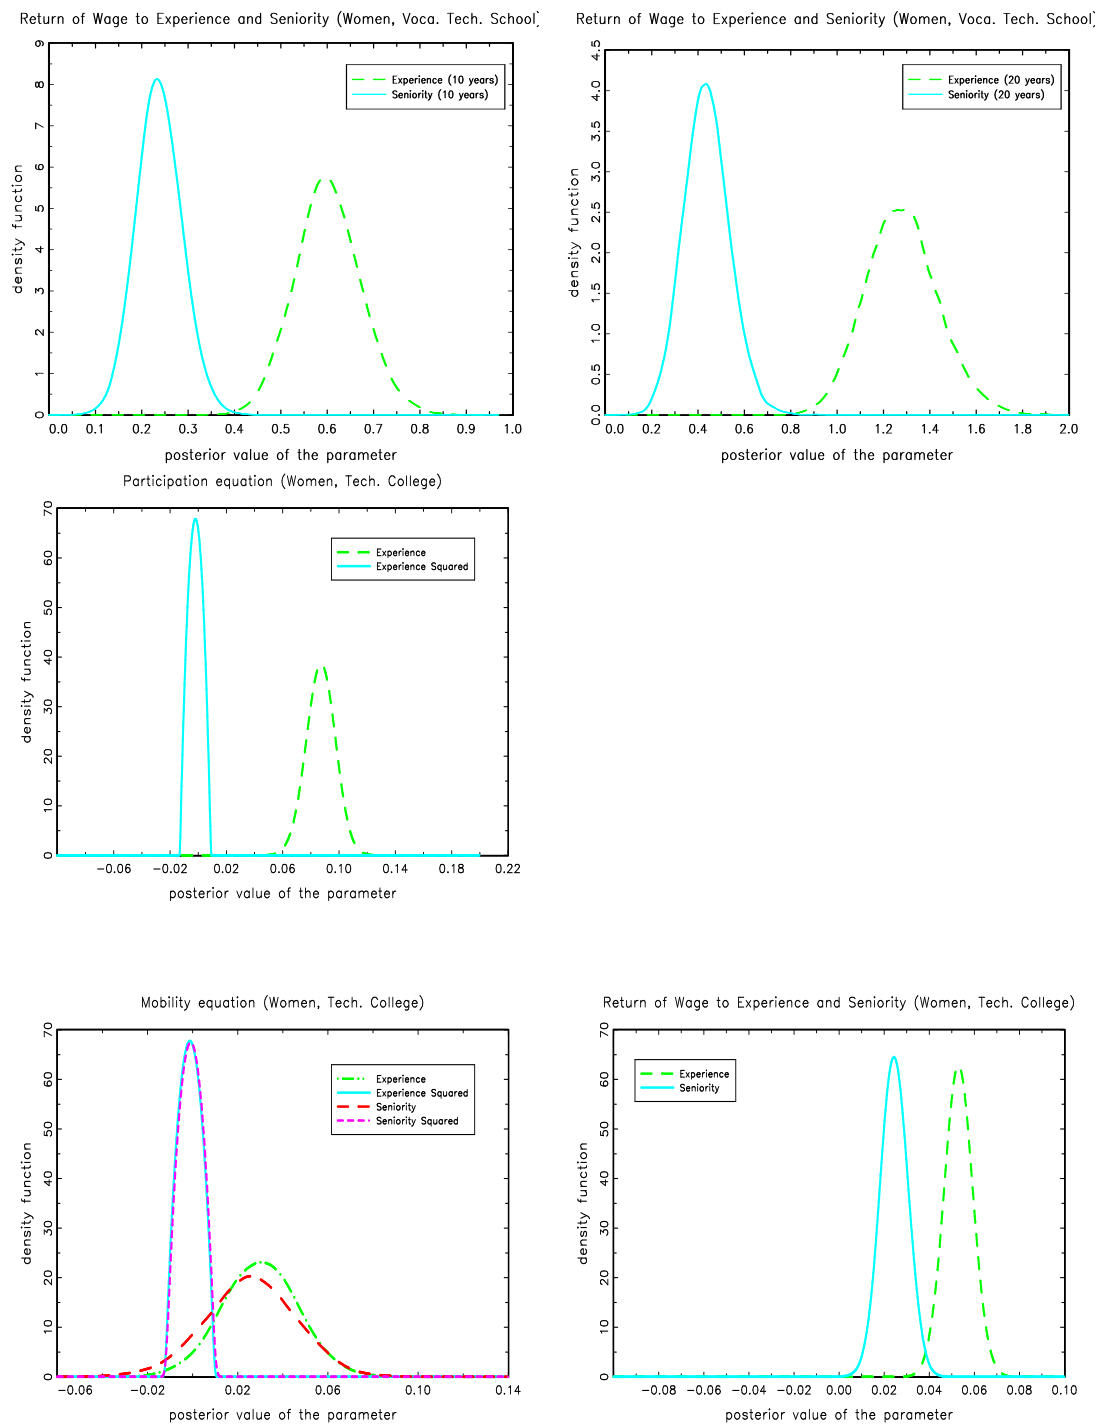 Return of Wage to Experience and Seniority (Women, Voca. Tech. School)
9
8
7
6
5
4
3
2
1
0
density function
Experience (10 years)
Seniority (10 years)
0.0 0.1 0.2 0.3 0.4 0.5 0.6 0.7 0.8 0.9 1.0
posterior value of the parameter
Return of Wage to Experience and Seniority (Women, Voca. Tech. School)
4.5
4.0
3.5
3.0
2.5
2.0
1.5
1.0
0.5
0.0
density function
Experience (20 years)
Seniority (20 years)
0.0 0.2 0.4 0.6 0.8 1.0 1.2 1.4 1.6 1.8 2.0
posterior value of the parameter
Participation equation (Women, Tech. College)
70
60
50
40
30
20
10
0
density function
Experience
Experience Squared
−0.06 −0.02 0.02 0.06 0.10 0.14 0.18 0.22
posterior value of the parameter
Mobility equation (Women, Tech. College)
70
60
50
40
30
20
10
0
density function
Experience
Experience Squared
Seniority
Seniority Squared
−0.06 −0.02 0.02 0.06 0.10 0.14
posterior value of the parameter
Return of Wage to Experience and Seniority (Women, Tech. College)
70
60
50
40
30
20
10
0
density function
Experience
Seniority
−0.08 −0.06 −0.04 −0.02 0.00 0.02 0.04 0.06 0.08 0.10
posterior value of the parameter